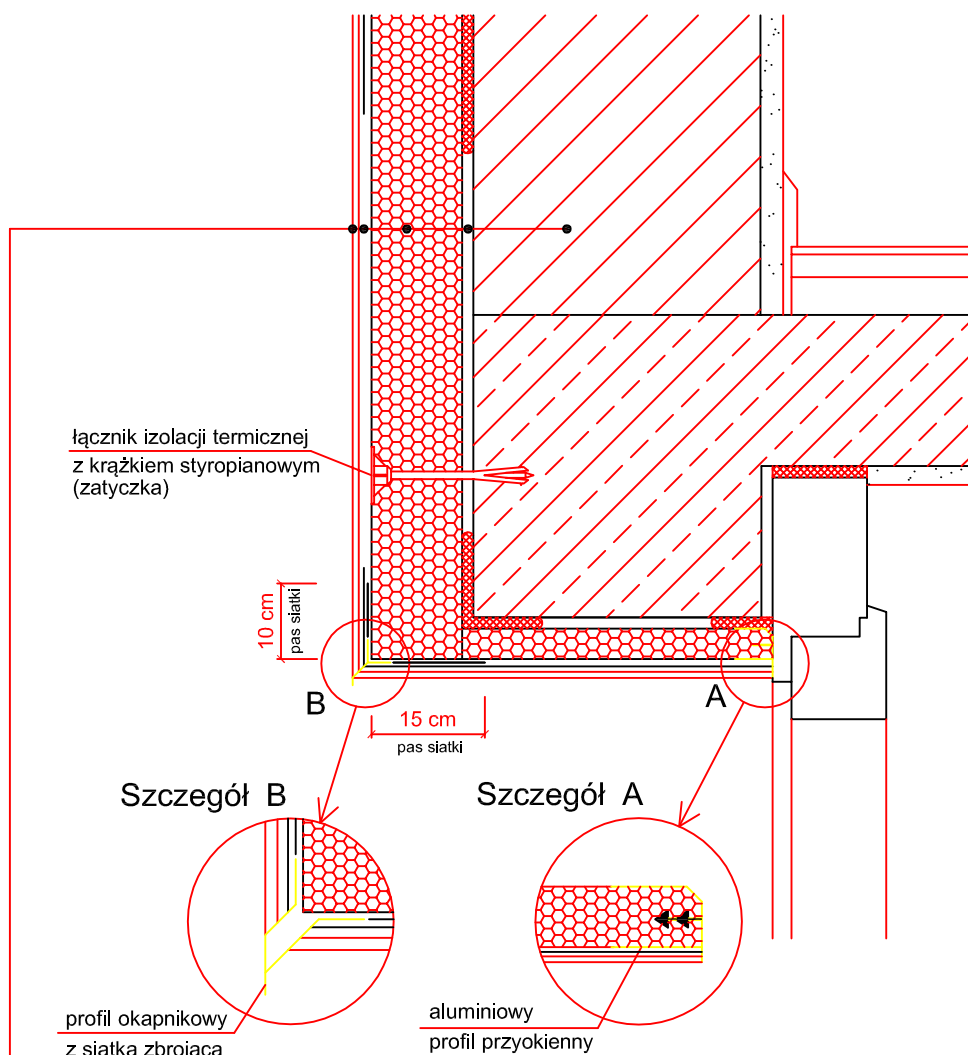 łącznik izolacji termicznej
z krążkiem styropianowym
(zatyczka)
10 cm
pas siatki
B
A
15 cm
pas siatki
Szczegół B
Szczegół A
profil okapnikowy
z siatką zbrojącą
aluminiowy
profil przyokienny